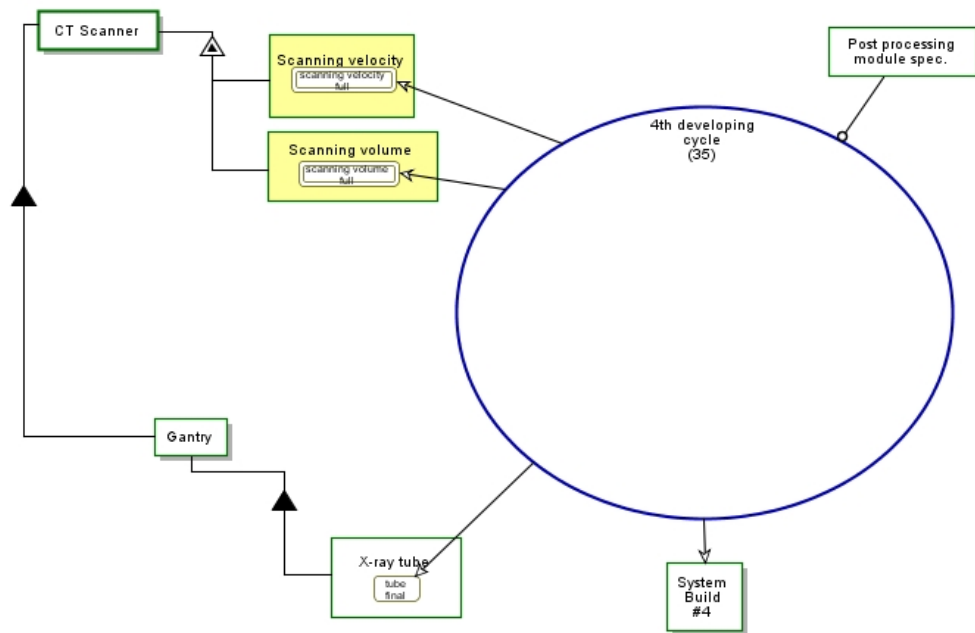 CT Scanner
Scanning velocity
scanning velocity
full
Scanning volume
scanning volume
full
Post processing
module spec.
4th developing
cycle
(35)
Gantry
X-ray tube
tube
final
System
Build
#4